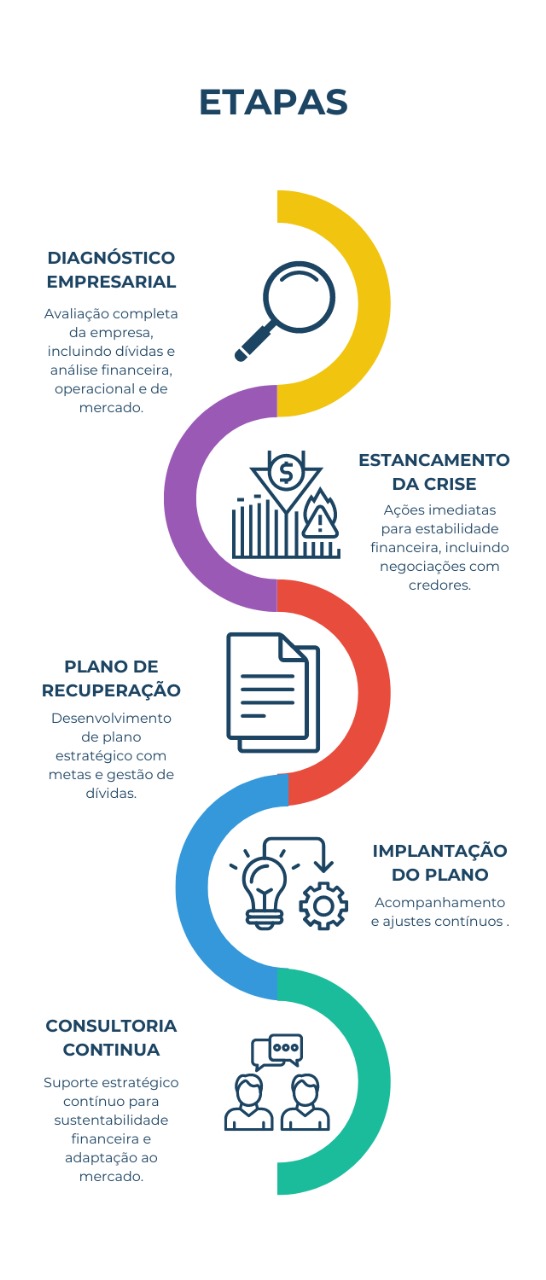 ETAPAS
DIAGNÓSTICO
EMPRESARIAL
Avaliação completa
da empresa,
incluindo dívidas e
análise financeira,
operacional e de
mercado.
$
ESTANCAMENTO
DA CRISE
Ações imediatas
para estabilidade
financeira, incluindo
negociações com
credores.
PLANO DE
RECUPERAÇÃO
Desenvolvimento
de plano
estratégico com
metas e gestão de
dívidas.
IMPLANTAÇÃO
DO PLANO
Acompanhamento
e ajustes contínuos .
CONSULTORIA
CONTINUA
Suporte estratégico
contínuo para
sustentabilidade
financeira e
adaptação ao
mercado.